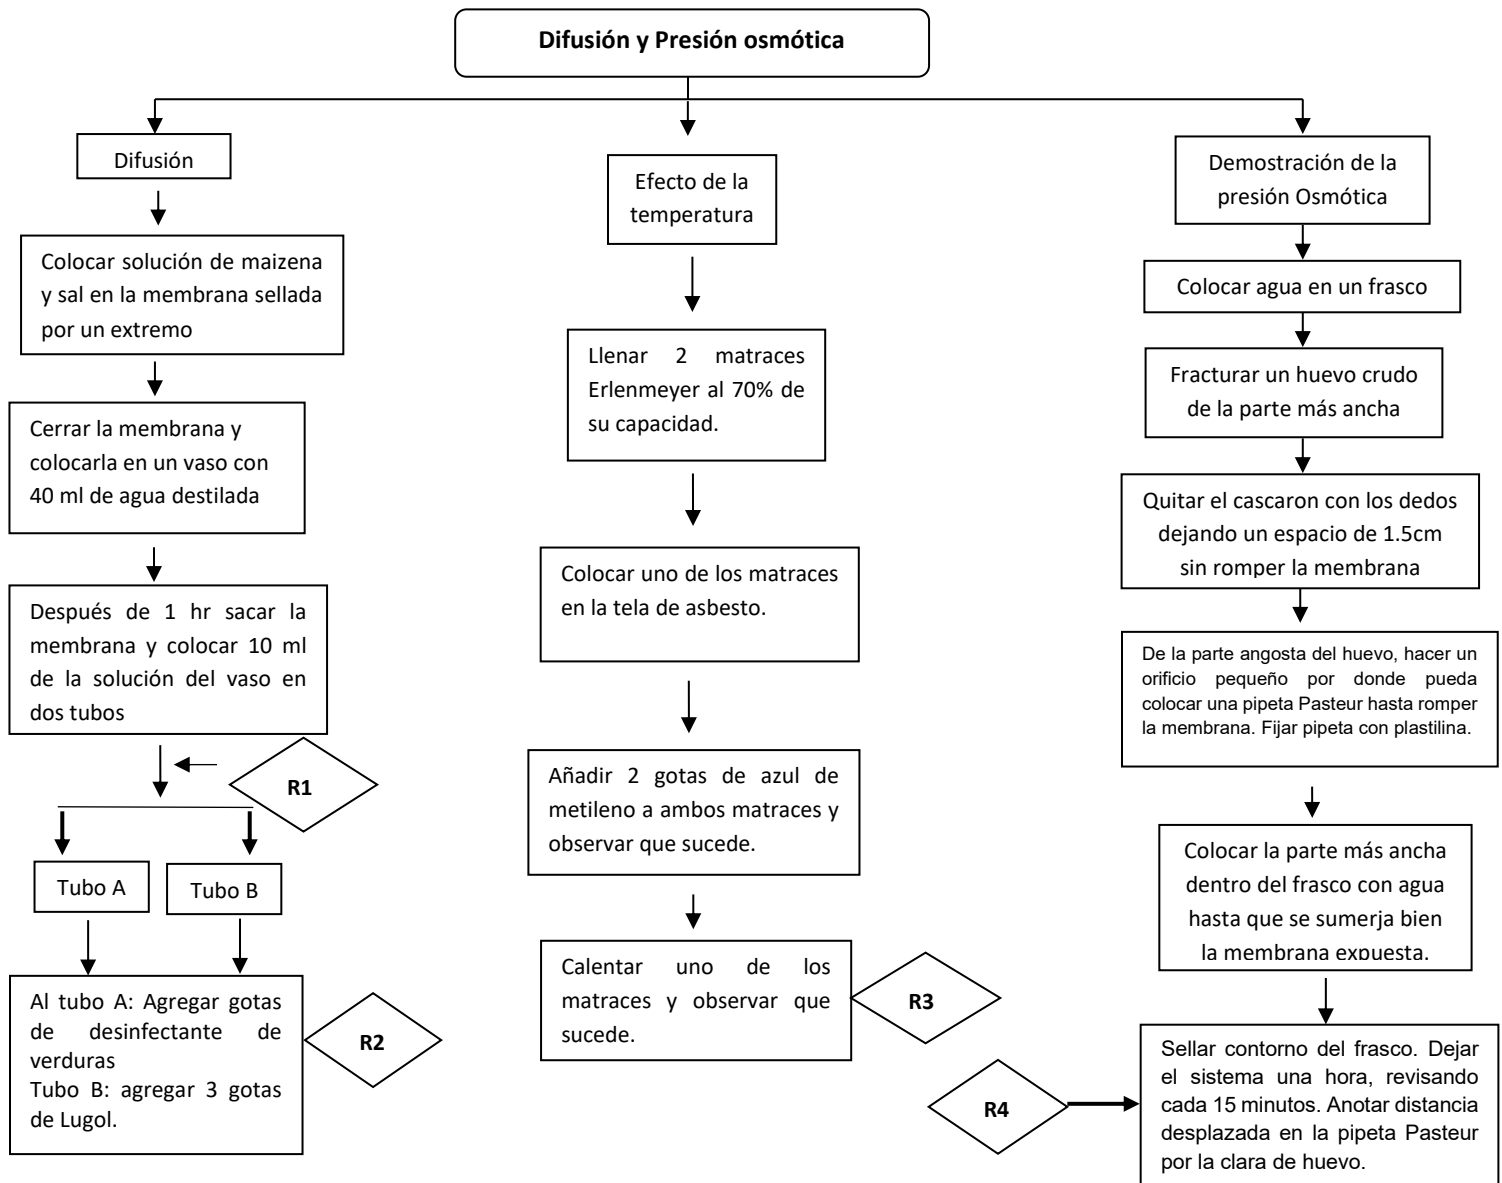 Difusión y Presión osmótica
Difusión
Colocar solución de maizena
y sal en la membrana sellada
por un extremo
Cerrar la membrana y
colocarla en un vaso con
40 ml de agua destilada
Después de 1 hr sacar la
membrana y colocar 10 ml
de la solución del vaso en
dos tubos
R1
Tubo A
Tubo B
Al tubo A: Agregar gotas
de desinfectante de
verduras
Tubo B: agregar 3 gotas
de Lugol.
R2
Efecto de la
temperatura
Llenar 2 matraces
Erlenmeyer al 70% de
su capacidad.
Colocar uno de los matraces
en la tela de asbesto.
Añadir 2 gotas de azul de
metileno a ambos matraces y
observar que sucede.
Calentar uno de los
matraces y observar que
sucede.
R3
Demostración de la
presión Osmótica
Colocar agua en un frasco
Fracturar un huevo crudo
de la parte más ancha
Quitar el cascaron con los dedos
dejando un espacio de 1.5cm
sin romper la membrana
De la parte angosta del huevo, hacer un
orificio pequeño por donde pueda
colocar una pipeta Pasteur hasta romper
la membrana. Fijar pipeta con plastilina.
Colocar la parte más ancha
dentro del frasco con agua
hasta que se sumerja bien
la membrana expuesta.
R4
Sellar contorno del frasco. Dejar
el sistema una hora, revisando
cada 15 minutos. Anotar distancia
desplazada en la pipeta Pasteur
por la clara de huevo.